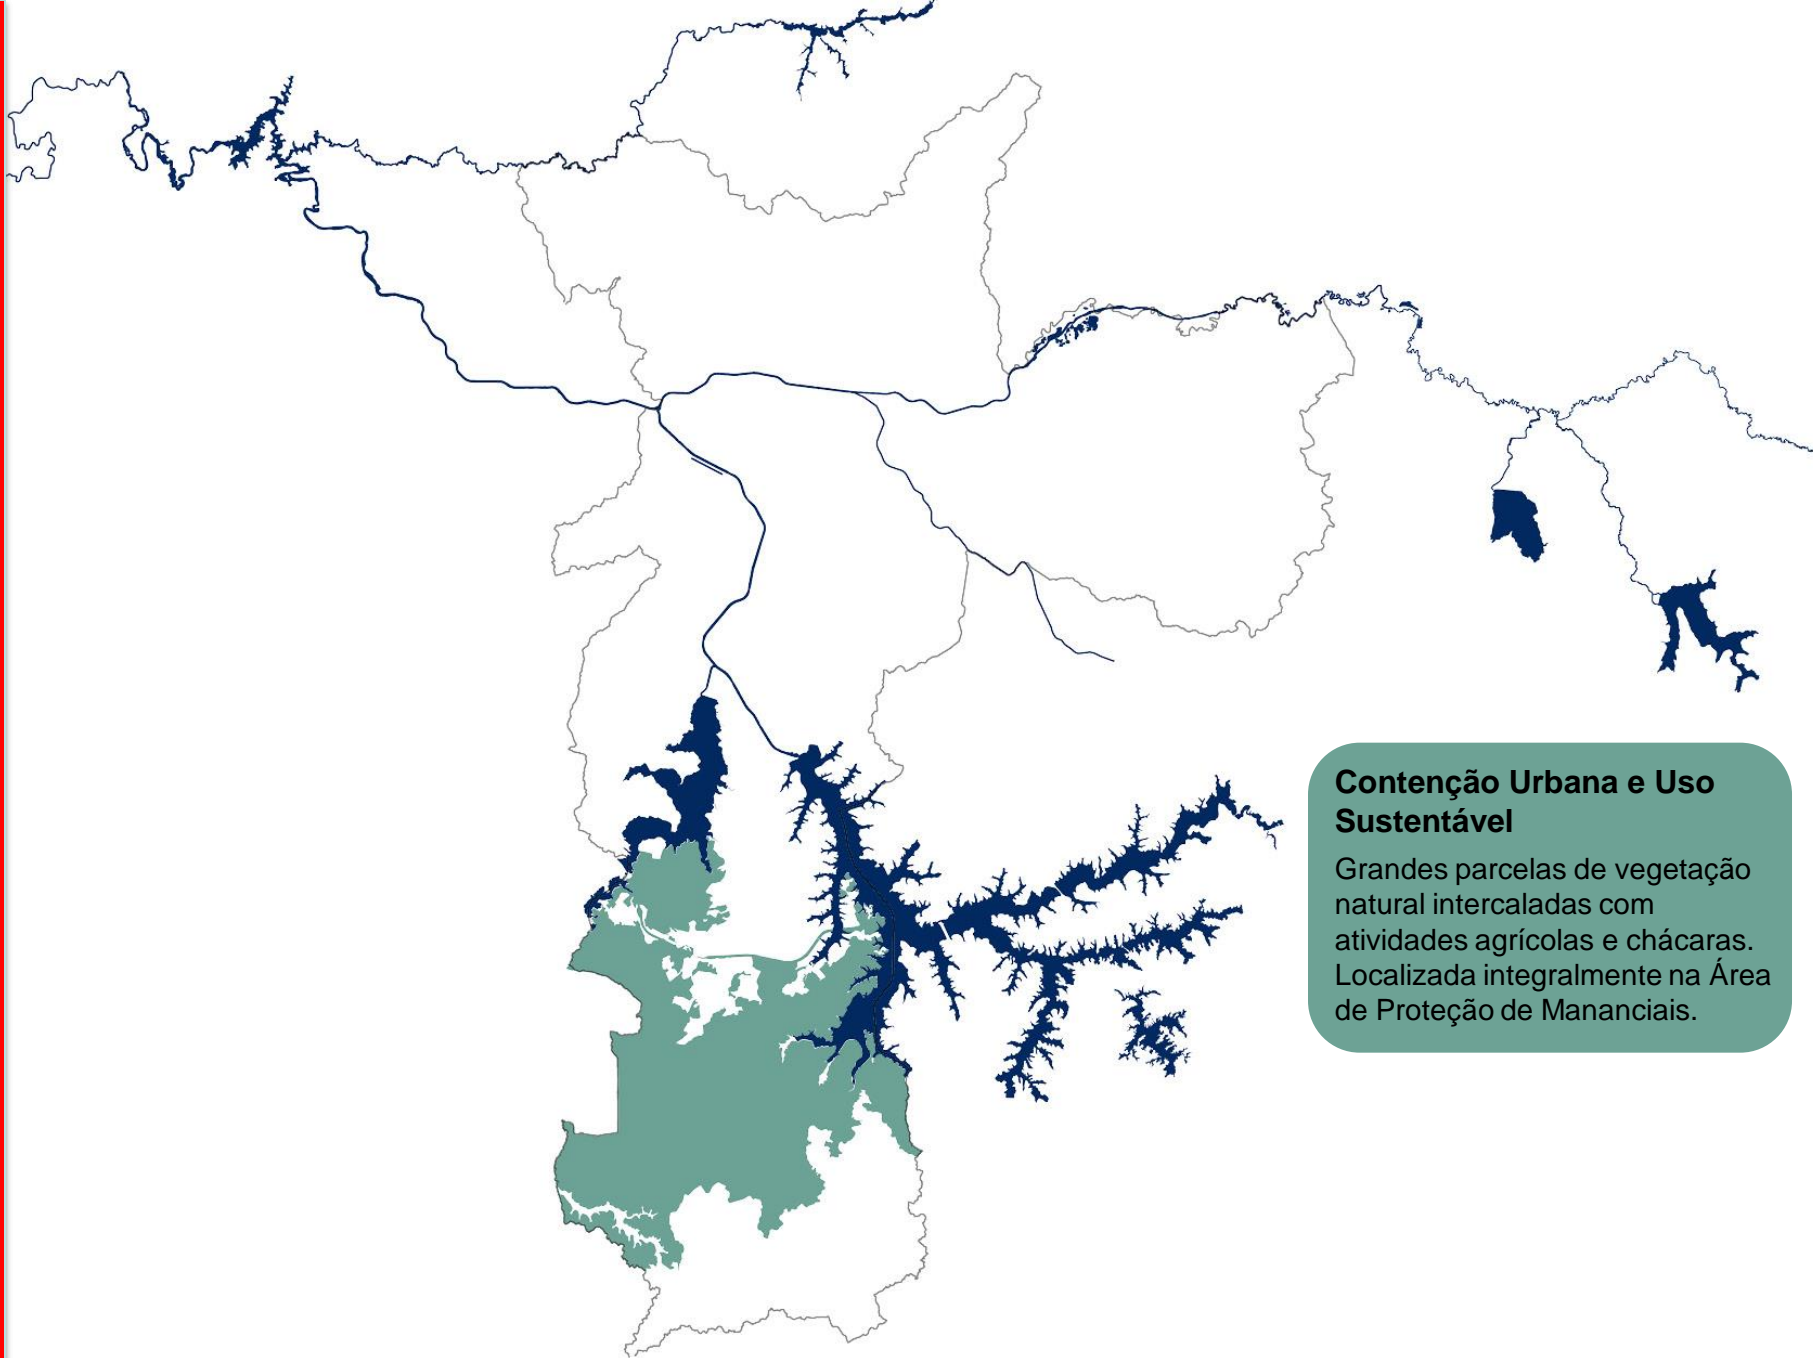 Contenção Urbana e Uso
Sustentável
Grandes parcelas de vegetação
natural intercaladas com
atividades agrícolas e chácaras.
Localizada integralmente na Área
de Proteção de Mananciais.